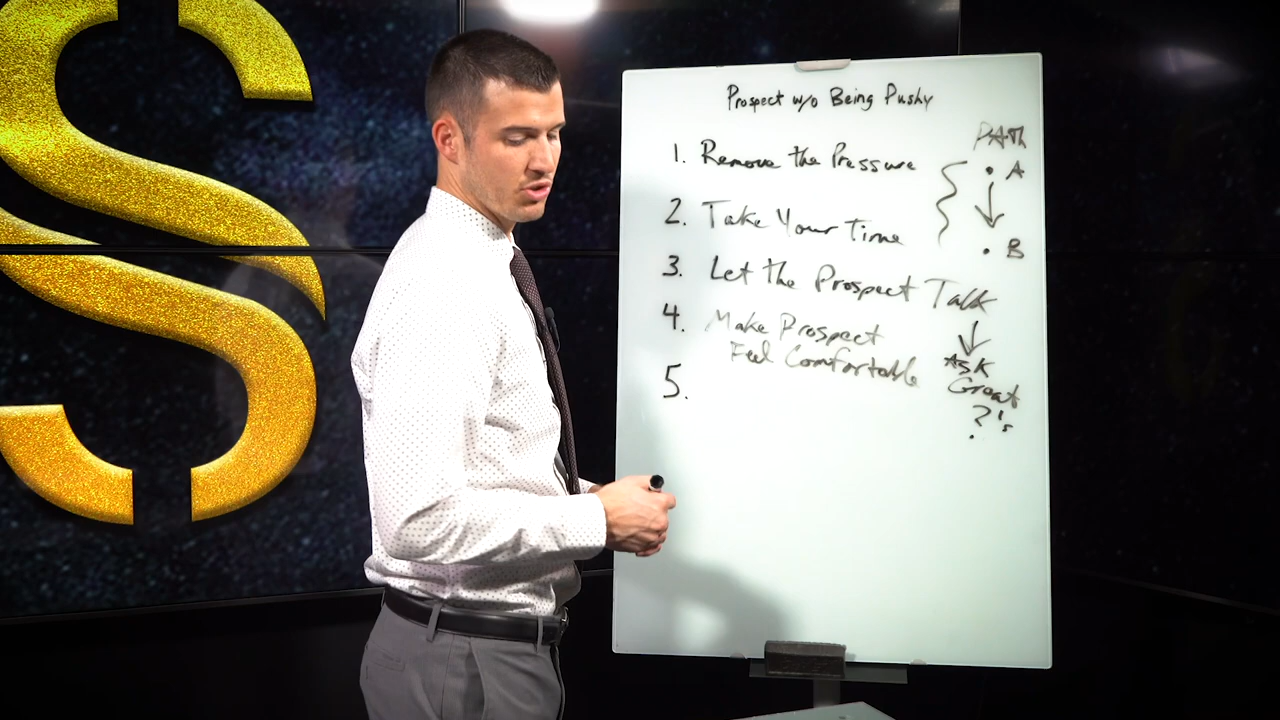 Prospect w/o Being Pushy
1. Remove the Pressure
2. Take Your Time
3. Let the Prospect Talk
4. Make Prospect
Feel Comfortable
5.
PATH
• A
• B
ASK
Great
?'s